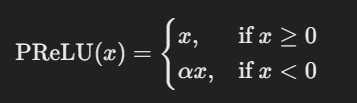 PReLU(x) = { x, if x ≥ 0
αx, if x < 0